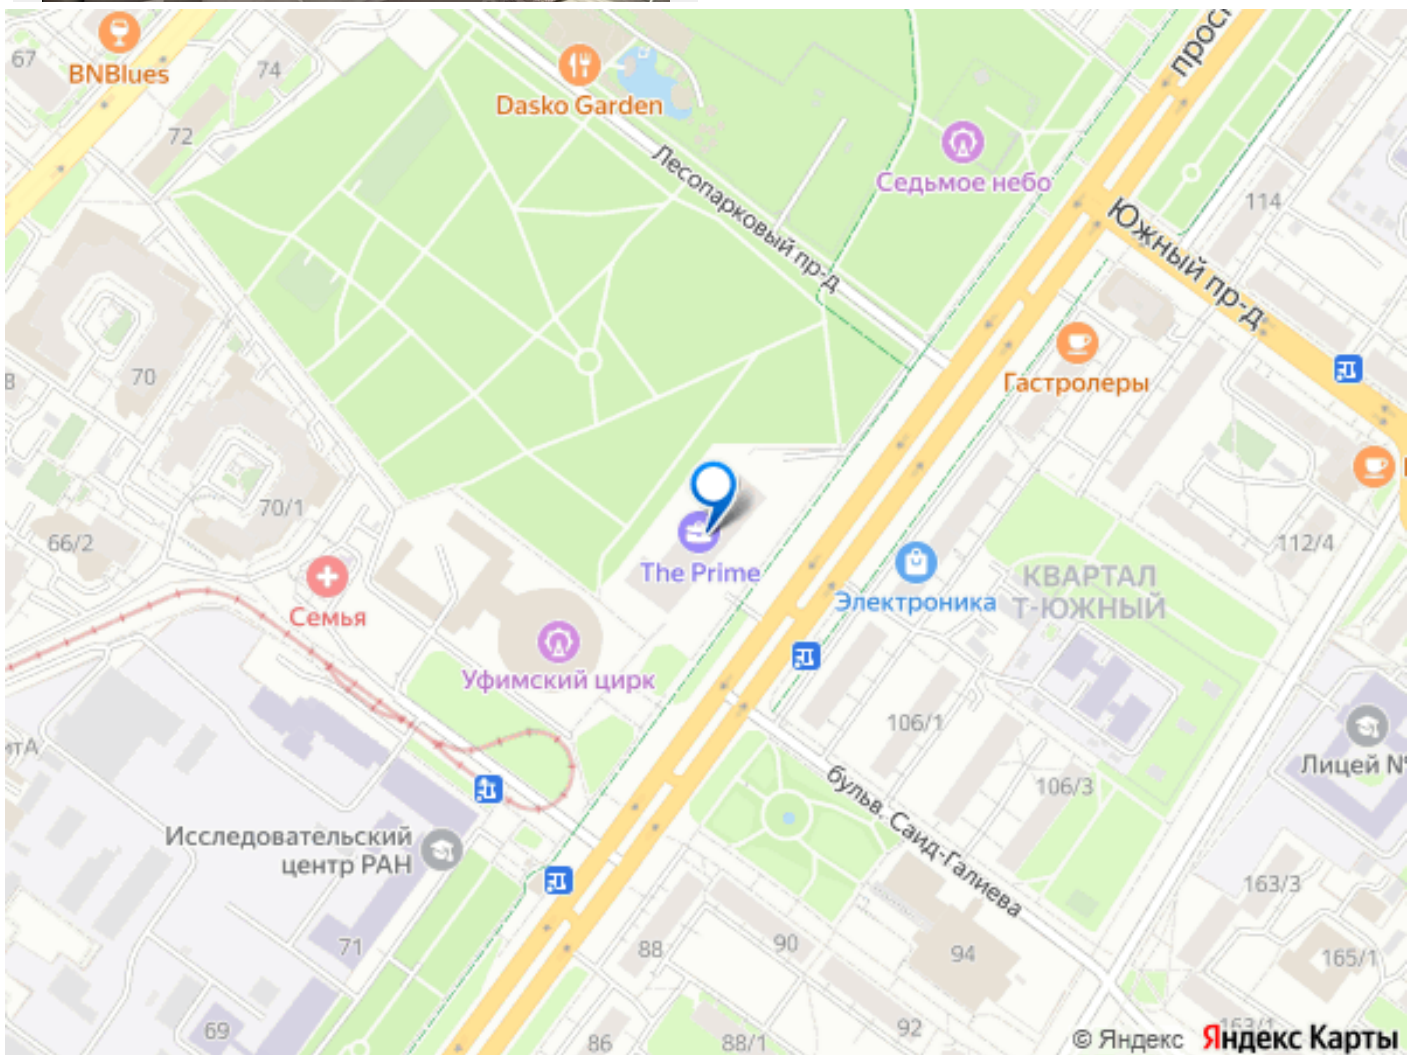 67
BNBlues
74
72
Dasko Garden
Лесопарковый пр-д
Седьмое небо
прос
114
Южный пр-д
Гастролеры
70
70/1
66/2
Семья
The Prime
Уфимский цирк
Электроника
КВАРТАЛ
Т-ЮЖНЫЙ
112/4
106/1
106/3
Лицей №
бульв. Саид-Галиева
Исследовательский
центр РАН
71
69
88
90
94
92
86
88/1
163/3
165/1
163/1
© Яндекс Яндекс Карты